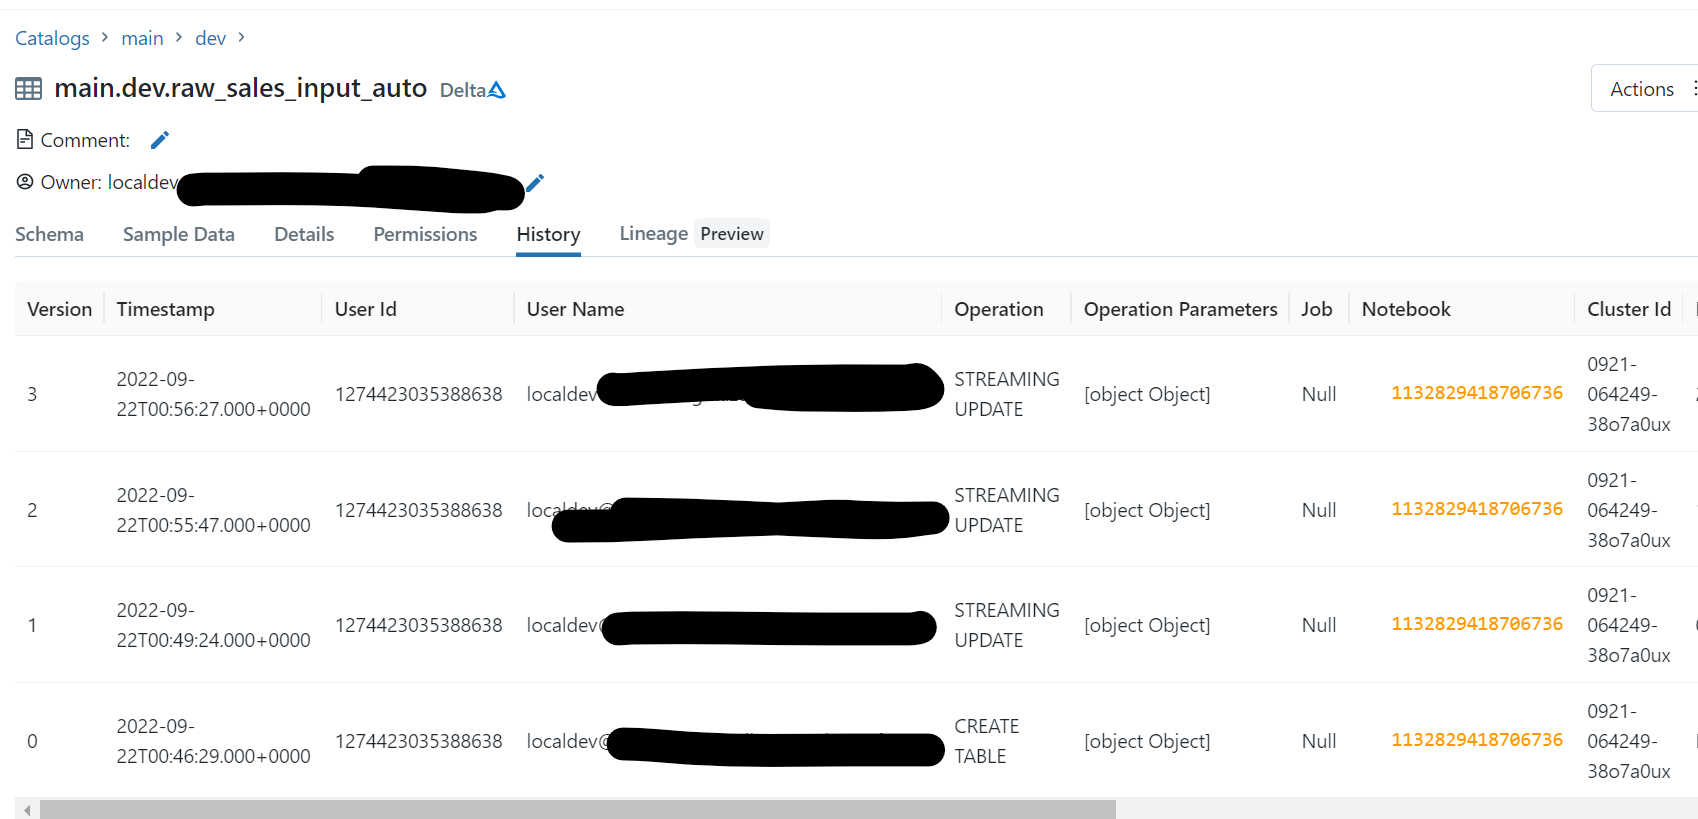 Catalogs > main > dev >
main.dev.raw_sales_input_auto Delta
Actions
Comment:
Owner: localdev
Schema Sample Data Details Permissions History Lineage Preview
Version Timestamp User Id User Name Operation Operation Parameters Job Notebook Cluster Id
3 2022-09-22T00:56:27.000+0000 1274423035388638 localdev STREAMING UPDATE [object Object] Null 1132829418706736 0921-064249-38o7a0ux
2 2022-09-22T00:55:47.000+0000 1274423035388638 localdev@ STREAMING UPDATE [object Object] Null 1132829418706736 0921-064249-38o7a0ux
1 2022-09-22T00:49:24.000+0000 1274423035388638 localdev@ STREAMING UPDATE [object Object] Null 1132829418706736 0921-064249-38o7a0ux
0 2022-09-22T00:46:29.000+0000 1274423035388638 localdev@ CREATE TABLE [object Object] Null 1132829418706736 0921-064249-38o7a0ux